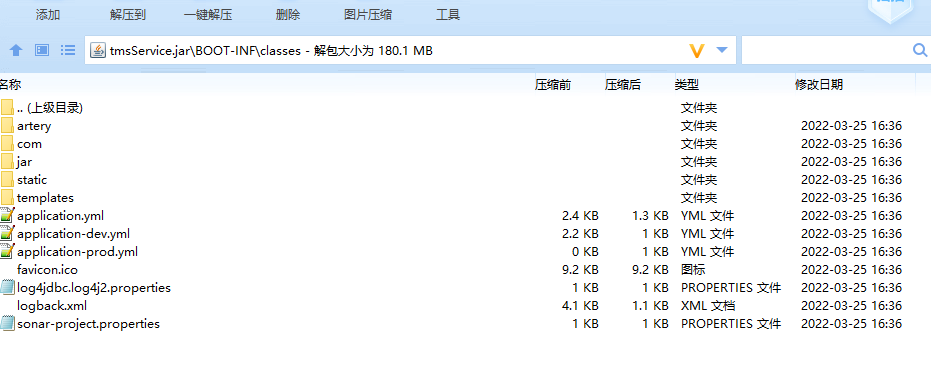 添加 解压到 一键解压 删除 图片压缩 工具
tmsService.jar\BOOT-INF\classes - 解包大小为 180.1 MB
名称 压缩前 压缩后 类型 修改日期
.. (上级目录) 文件夹
artery 文件夹 2022-03-25 16:36
com 文件夹 2022-03-25 16:36
jar 文件夹 2022-03-25 16:36
static 文件夹 2022-03-25 16:36
templates 文件夹 2022-03-25 16:36
application.yml 2.4 KB 1.3 KB YML 文件 2022-03-25 16:36
application-dev.yml 2.2 KB 1 KB YML 文件 2022-03-25 16:36
application-prod.yml 0 KB 1 KB YML 文件 2022-03-25 16:36
favicon.ico 9.2 KB 9.2 KB 图标 2022-03-25 16:36
log4jdbc.log4j2.properties 1 KB 1 KB PROPERTIES 文件 2022-03-25 16:36
logback.xml 4.1 KB 1.1 KB XML 文档 2022-03-25 16:36
sonar-project.properties 1 KB 1 KB PROPERTIES 文件 2022-03-25 16:36